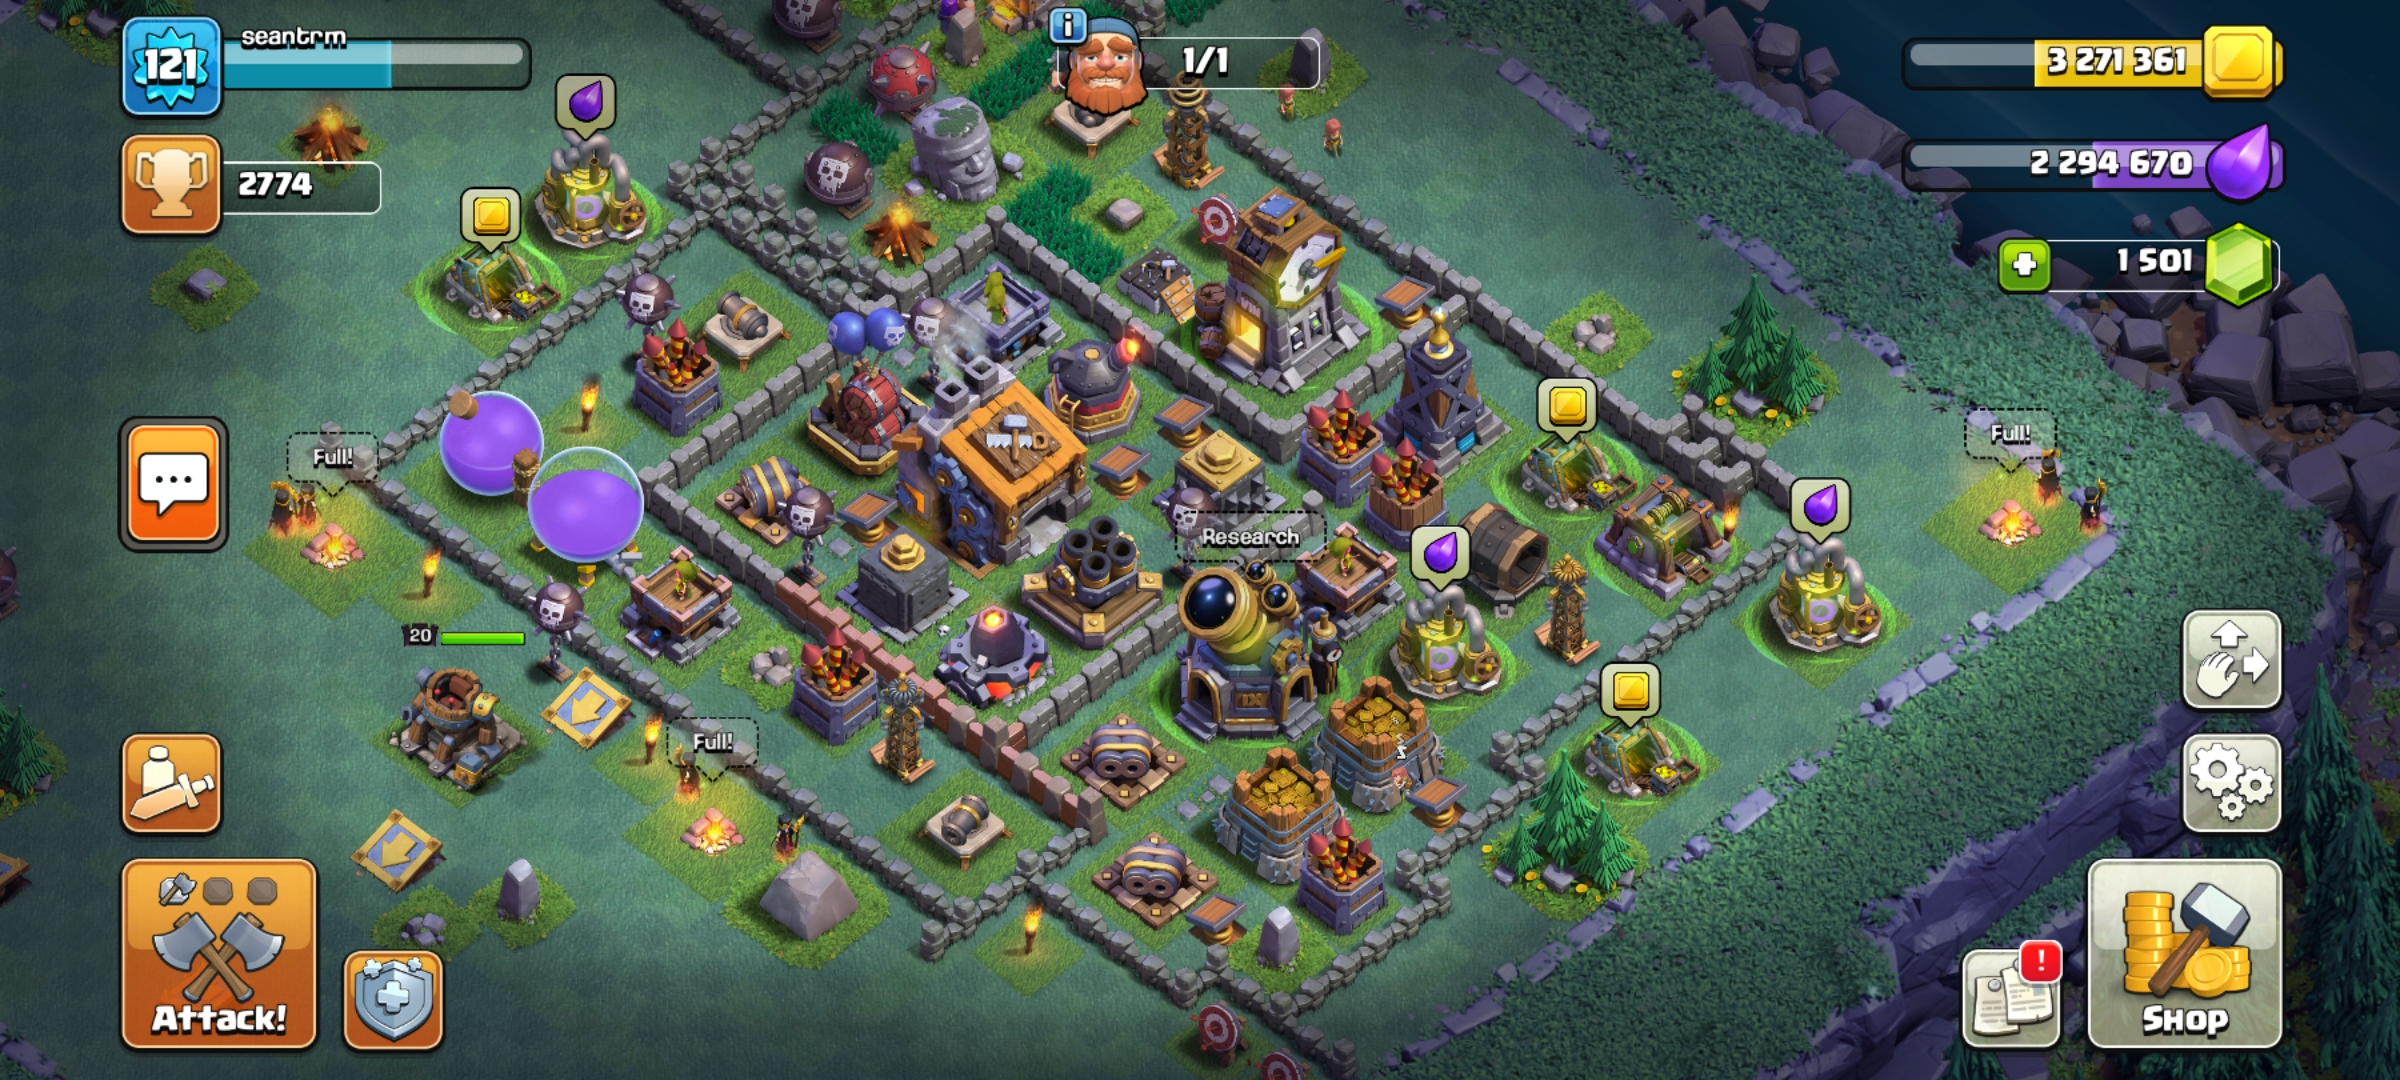 121
seantrm
1/1
3 271 361
2774
2 294 670
1 501
Full!
Full!
Research
20
IX
Full!
Attack!
!
Shop